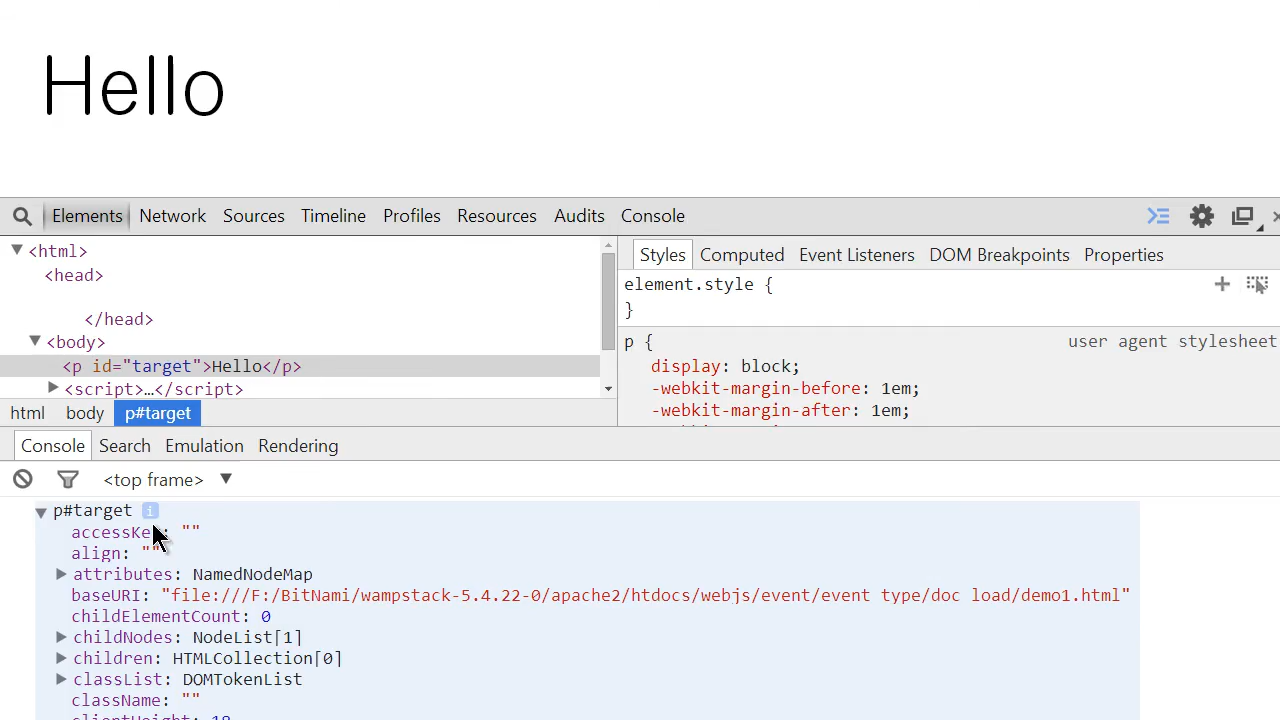 Hello
Elements Network Sources Timeline Profiles Resources Audits Console
<html>
<head>
</head>
<body>
<p id="target">Hello</p>
<script>…</script>
html body p#target
Styles Computed Event Listeners DOM Breakpoints Properties
element.style {
}
p { user agent stylesheet
display: block;
-webkit-margin-before: 1em;
-webkit-margin-after: 1em;
Console Search Emulation Rendering
<top frame>
p#target i
accessKey: ""
align: ""
attributes: NamedNodeMap
baseURI: "file:///F:/BitNami/wampstack-5.4.22-0/apache2/htdocs/webjs/event/event type/doc load/demo1.html"
childElementCount: 0
childNodes: NodeList[1]
children: HTMLCollection[0]
classList: DOMTokenList
className: ""
clientHeight: 18